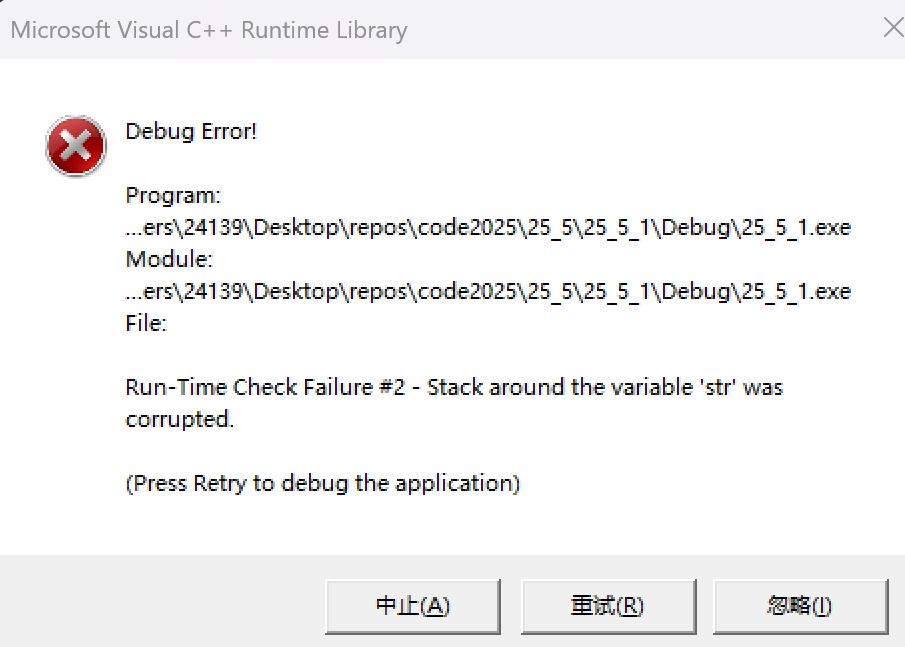 Microsoft Visual C++ Runtime Library
Debug Error!
Program:
...ers\24139\Desktop\repos\code2025\25_5\25_5_1\Debug\25_5_1.exe
Module:
...ers\24139\Desktop\repos\code2025\25_5\25_5_1\Debug\25_5_1.exe
File:
Run-Time Check Failure #2 - Stack around the variable 'str' was
corrupted.
(Press Retry to debug the application)
中止(A) 重试(R) 忽略(I)